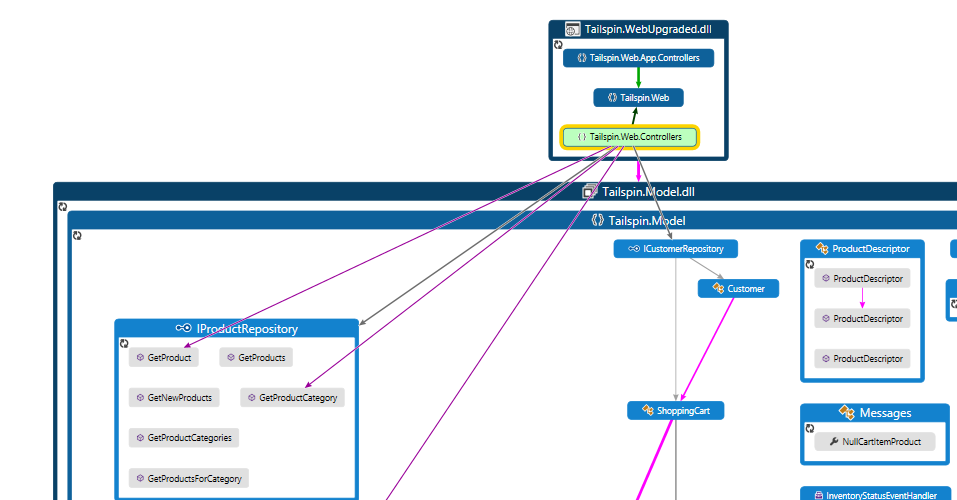 Tailspin.WebUpgraded.dll
Tailspin.Web.App.Controllers
Tailspin.Web
Tailspin.Web.Controllers
Tailspin.Model.dll
Tailspin.Model
ICustomerRepository
Customer
ShoppingCart
ProductDescriptor
ProductDescriptor
ProductDescriptor
ProductDescriptor
IProductRepository
GetProduct
GetProducts
GetNewProducts
GetProductCategory
GetProductCategories
GetProductsForCategory
Messages
NullCartItemProduct
InventoryStatusEventHandler